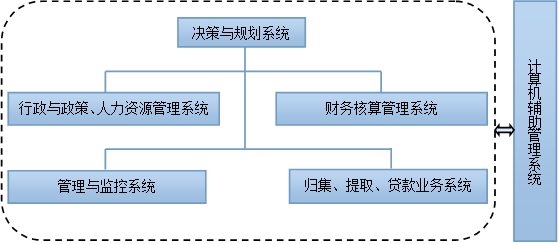 决策与规划系统
行政与政策、人力资源管理系统
财务核算管理系统
管理与监控系统
归集、提取、贷款业务系统
计算机辅助管理系统